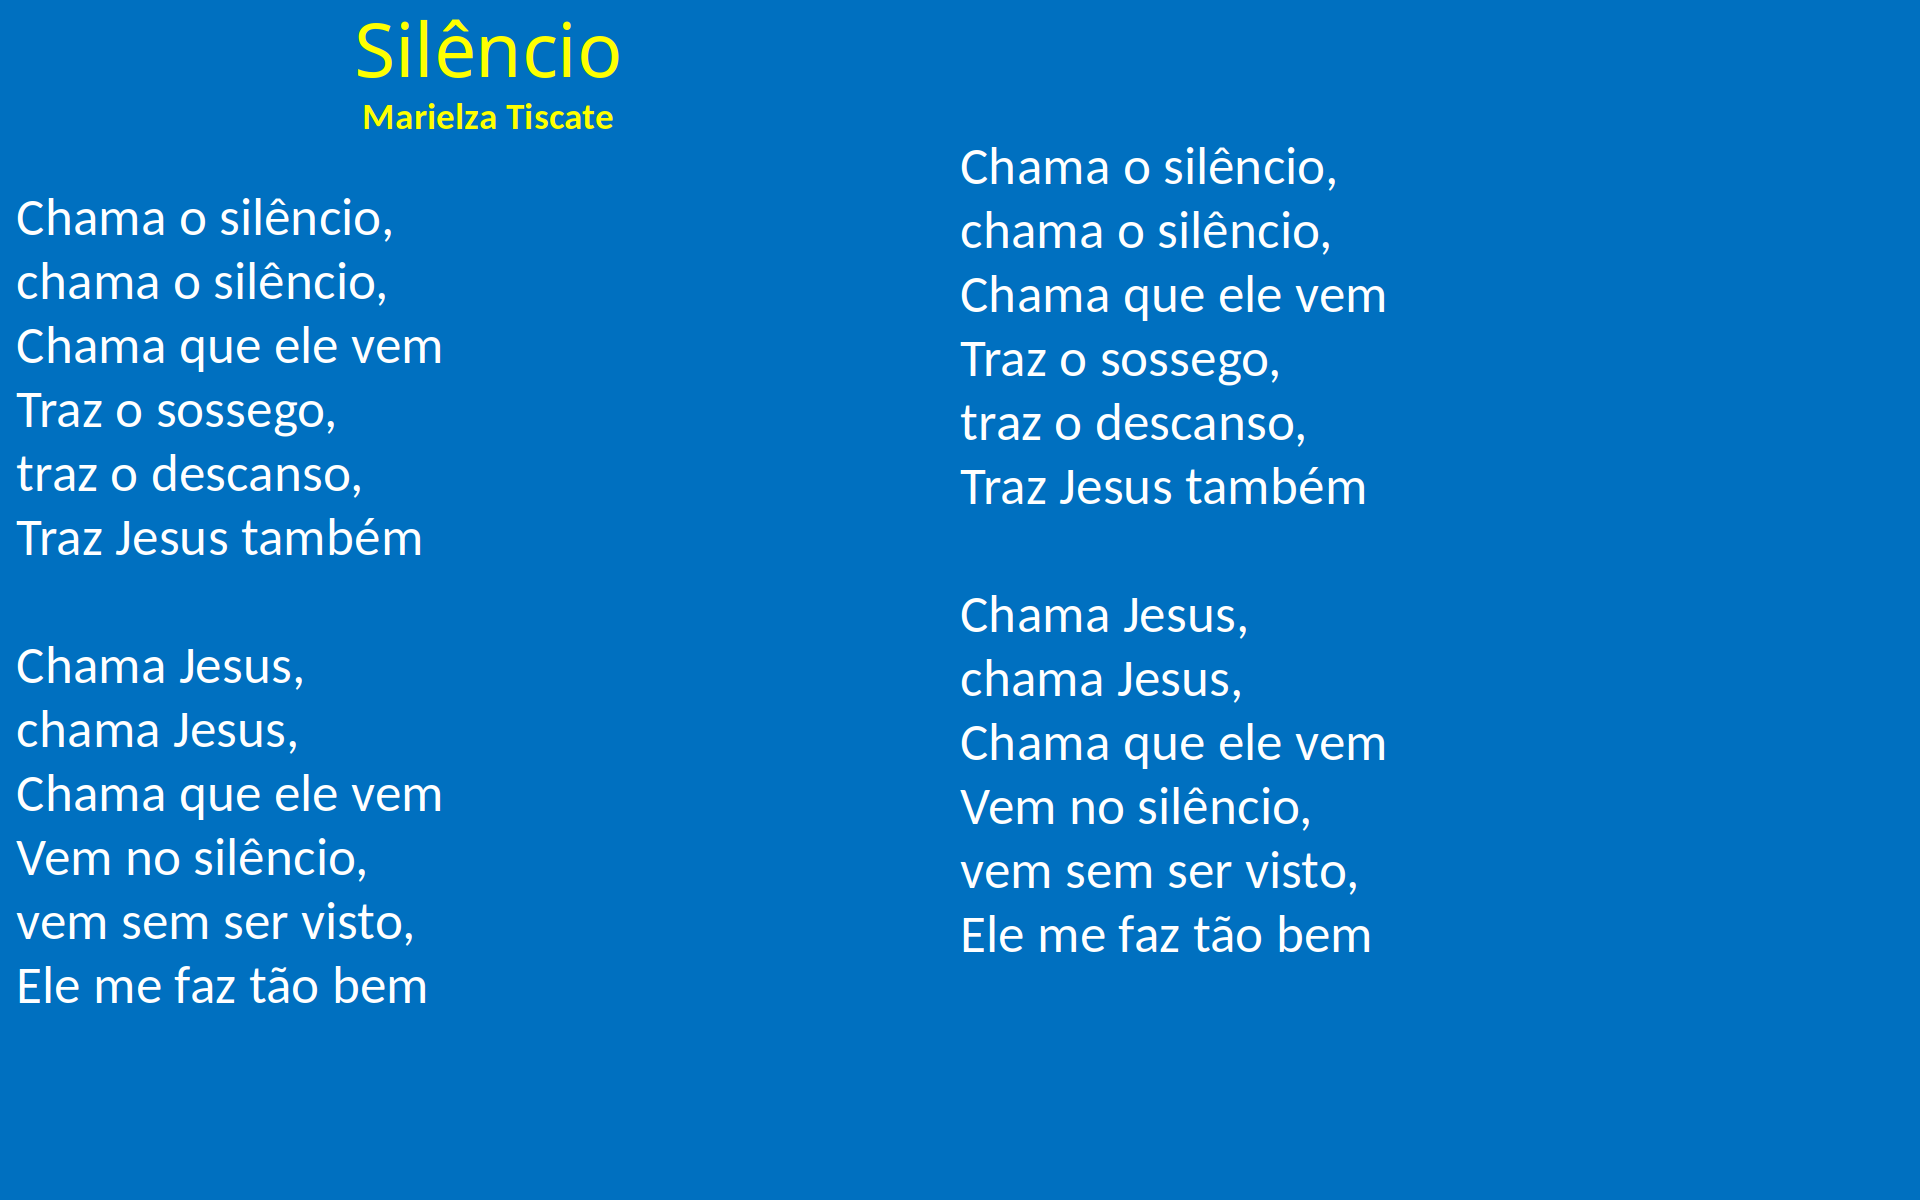 Silêncio
Marielza Tiscate
Chama o silêncio,
chama o silêncio,
Chama que ele vem
Traz o sossego,
traz o descanso,
Traz Jesus também
Chama Jesus,
chama Jesus,
Chama que ele vem
Vem no silêncio,
vem sem ser visto,
Ele me faz tão bem
Chama o silêncio,
chama o silêncio,
Chama que ele vem
Traz o sossego,
traz o descanso,
Traz Jesus também
Chama Jesus,
chama Jesus,
Chama que ele vem
Vem no silêncio,
vem sem ser visto,
Ele me faz tão bem